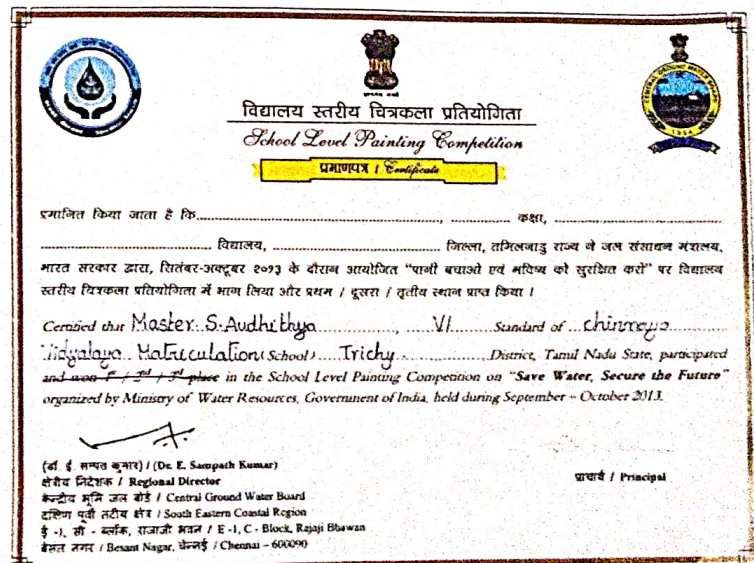 CENTRAL GROUND WATER BOARD
1954
विद्यालय स्तरीय चित्रकला प्रतियोगिता
School Level Painting Competition
प्रमाणपत्र / Certificate
प्रमाणित किया जाता है कि.............................................., ................ कक्षा, ..............................................
.............................................. विद्यालय, .............................................. जिल्ला, तमिलनाडु राज्य ने जल संसाधन मंत्रालय,
भारत सरकार द्वारा, सितंबर-अक्टूबर २०१३ के दौरान आयोजित “पानी बचाओ एवं भविष्य को सुरक्षित करों” पर विद्यालय
स्तरीय चित्रकला प्रतियोगिता में भाग लिया और प्रथम / दूसरा / तृतीय स्थान प्राप्त किया ।
Certified that Master. S. Audhithya ........, .... VI ........ Standard of ... chinmaya ........
Vidyalaya Matriculation (School) .. Trichy ................ District, Tamil Nadu State, participated
and won 1st / 2nd / 3rd place in the School Level Painting Competition on “Save Water, Secure the Future”
organized by Ministry of Water Resources, Government of India, held during September – October 2013.
(डॉ. ई. सम्पत कुमार) / (Dr. E. Sampath Kumar)
क्षेत्रीय निदेशक / Regional Director
केन्द्रीय भूमि जल बोर्ड / Central Ground Water Board
दक्षिण पूर्वी तटीय क्षेत्र / South Eastern Coastal Region
ई -1, सी - ब्लॉक, राजाजी भवन / E -1, C - Block, Rajaji Bhawan
बेसंत नगर / Besant Nagar, चेन्नई / Chennai – 600090
प्राचार्य / Principal